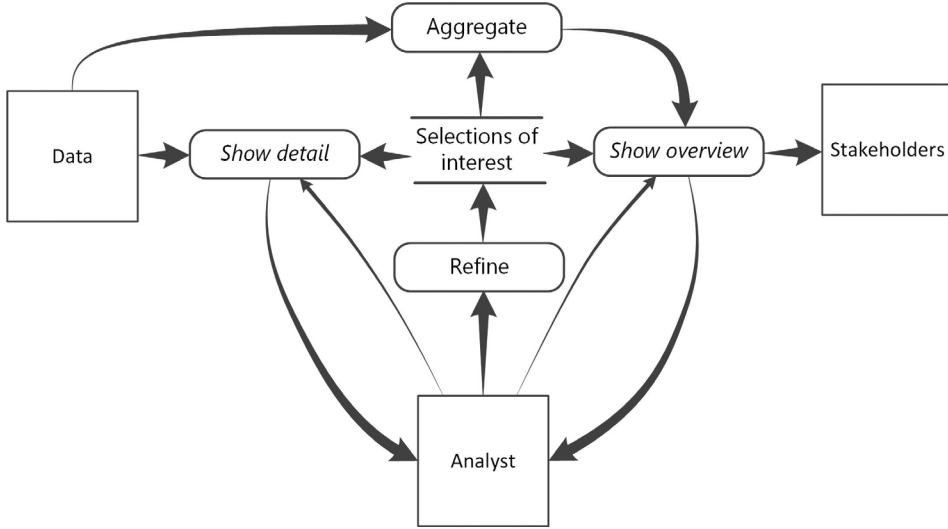 Aggregate
Data
Show detail
Selections of
interest
Show overview
Stakeholders
Refine
Analyst